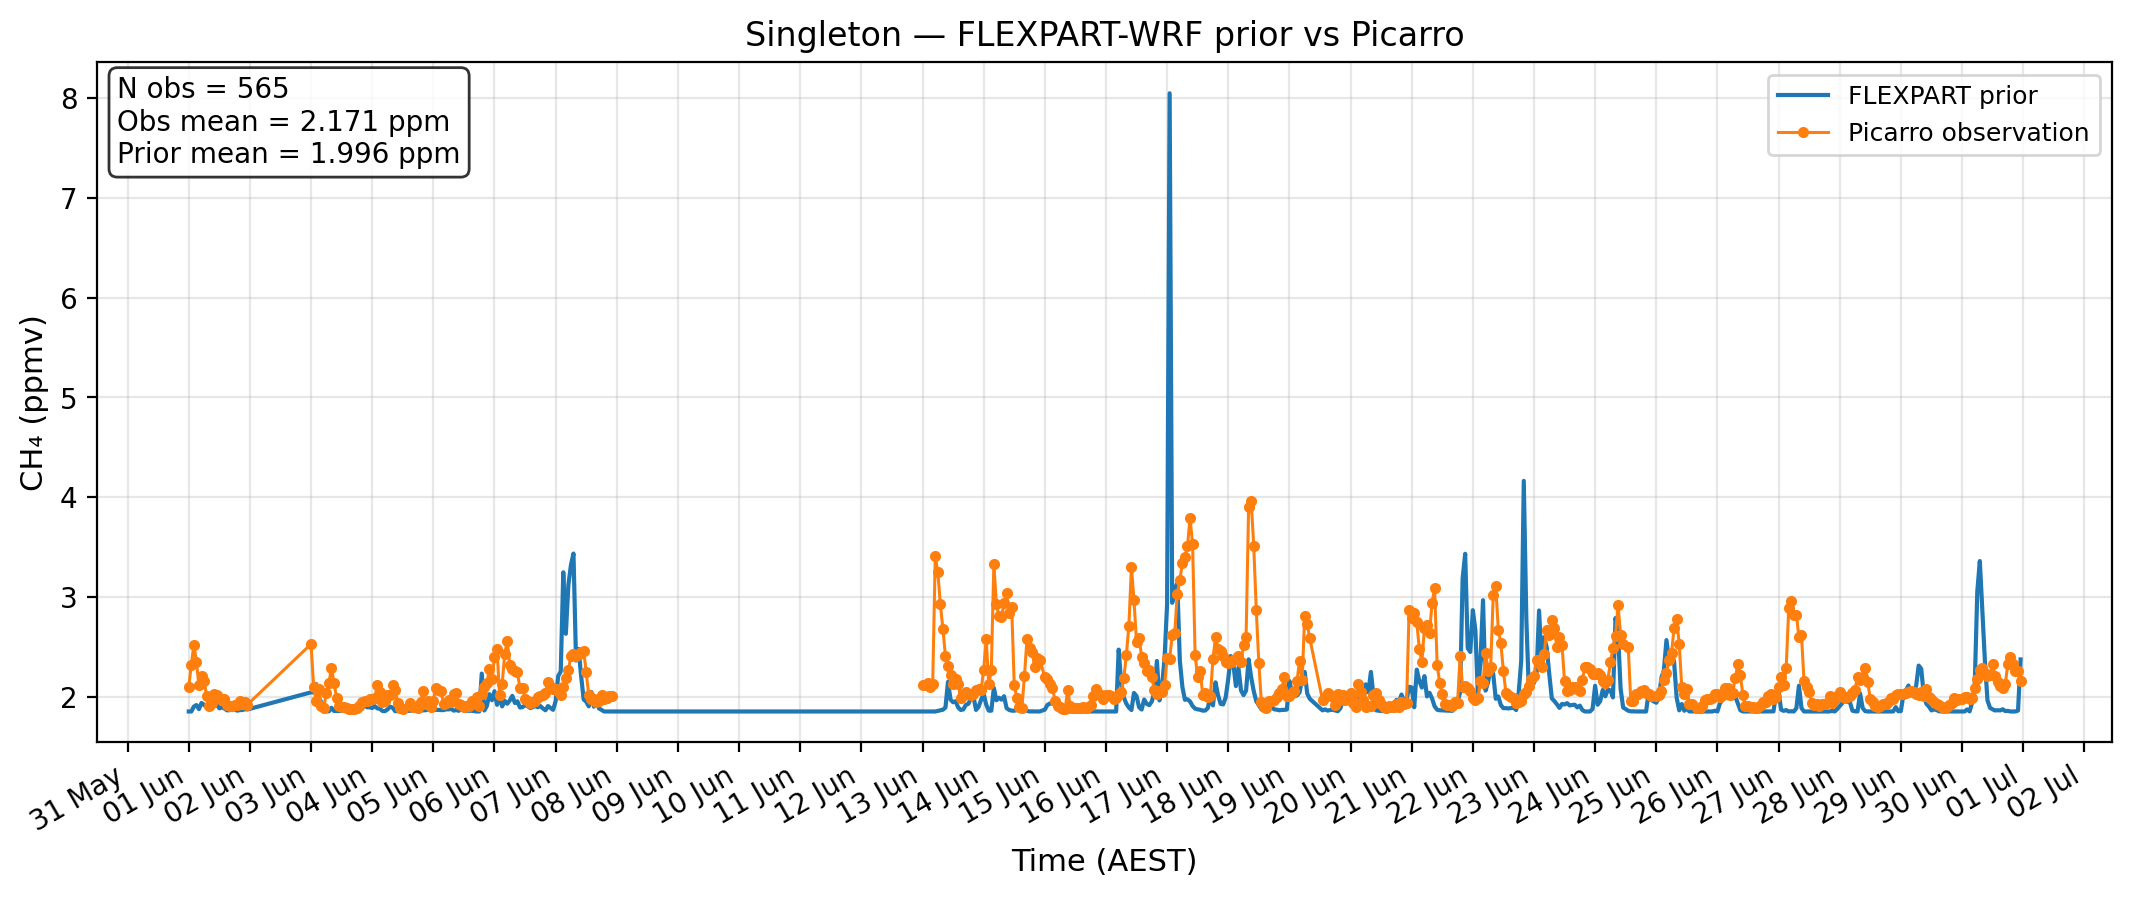 Singleton — FLEXPART-WRF prior vs Picarro
N obs = 565
Obs mean = 2.171 ppm
Prior mean = 1.996 ppm
FLEXPART prior
Picarro observation
CH₄ (ppmv)
8
7
6
5
4
3
2
31 May
01 Jun
02 Jun
03 Jun
04 Jun
05 Jun
06 Jun
07 Jun
08 Jun
09 Jun
10 Jun
11 Jun
12 Jun
13 Jun
14 Jun
15 Jun
16 Jun
17 Jun
18 Jun
19 Jun
20 Jun
21 Jun
22 Jun
23 Jun
24 Jun
25 Jun
26 Jun
27 Jun
28 Jun
29 Jun
30 Jun
01 Jul
02 Jul
Time (AEST)